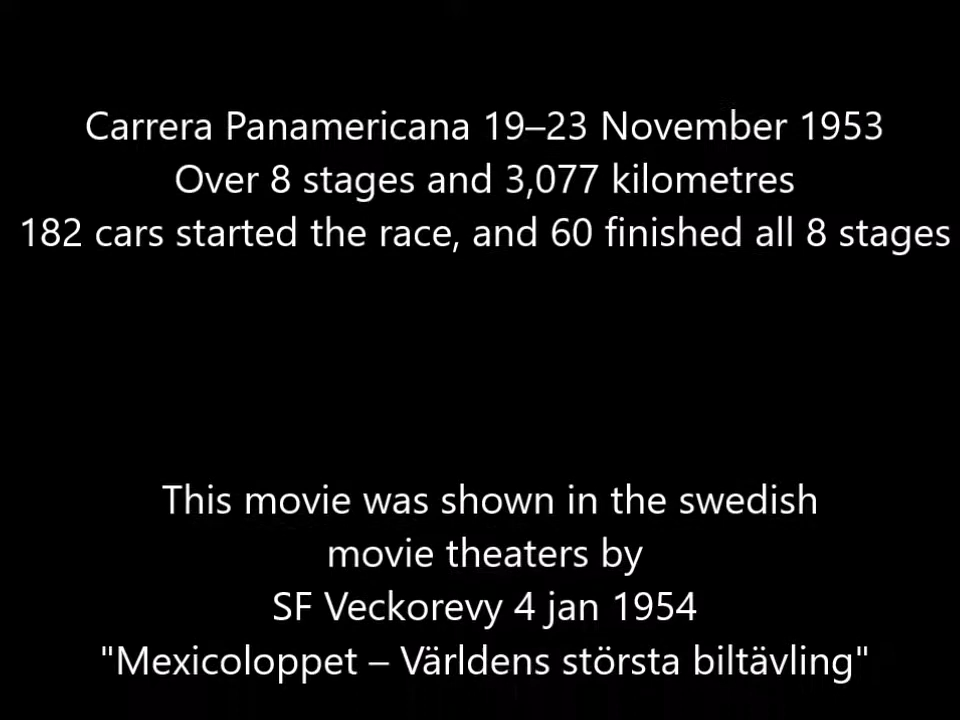 Carrera Panamericana 19–23 November 1953
Over 8 stages and 3,077 kilometres
182 cars started the race, and 60 finished all 8 stages
This movie was shown in the swedish
movie theaters by
SF Veckorevy 4 jan 1954
"Mexicoloppet – Världens största biltävling"